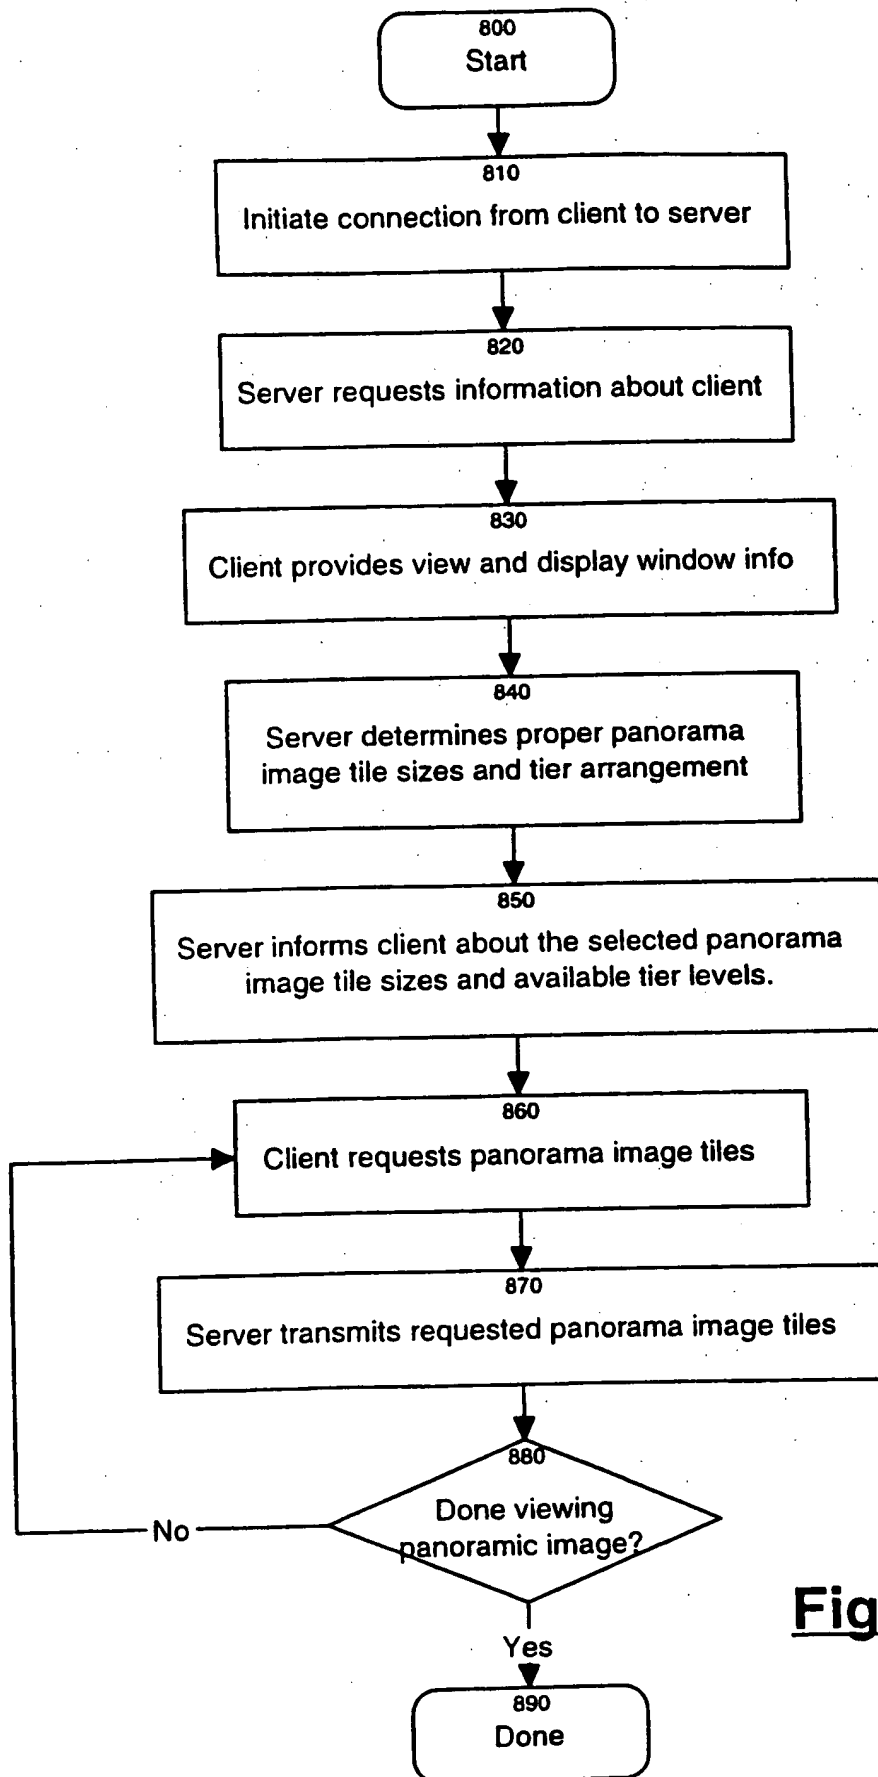 800
Start
810
Initiate connection from client to server
820
Server requests information about client
830
Client provides view and display window info
840
Server determines proper panorama
image tile sizes and tier arrangement
850
Server informs client about the selected panorama
image tile sizes and available tier levels.
860
Client requests panorama image tiles
870
Server transmits requested panorama image tiles
880
Done viewing
panoramic image?
No
Yes
890
Done
Fig